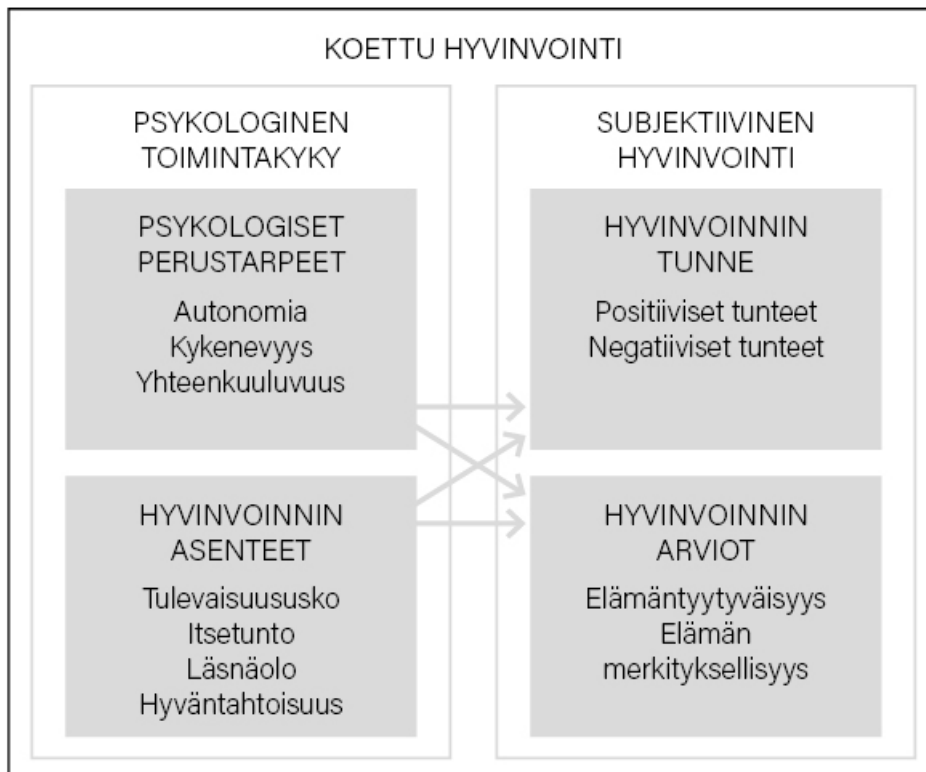 KOETTU HYVINVOINTI
PSYKOLOGINEN
TOIMINTAKYKY
PSYKOLOGISET
PERUSTARPEET
Autonomia
Kykenevyys
Yhteenkuuluvuus
HYVINVOINNIN
ASENTEET
Tulevaisuususko
Itsetunto
Läsnäolo
Hyväntahtoisuus
SUBJEKTIIVINEN
HYVINVOINTI
HYVINVOINNIN
TUNNE
Positiiviset tunteet
Negatiiviset tunteet
HYVINVOINNIN
ARVIOT
Elämäntyytyväisyys
Elämän
merkityksellisyys